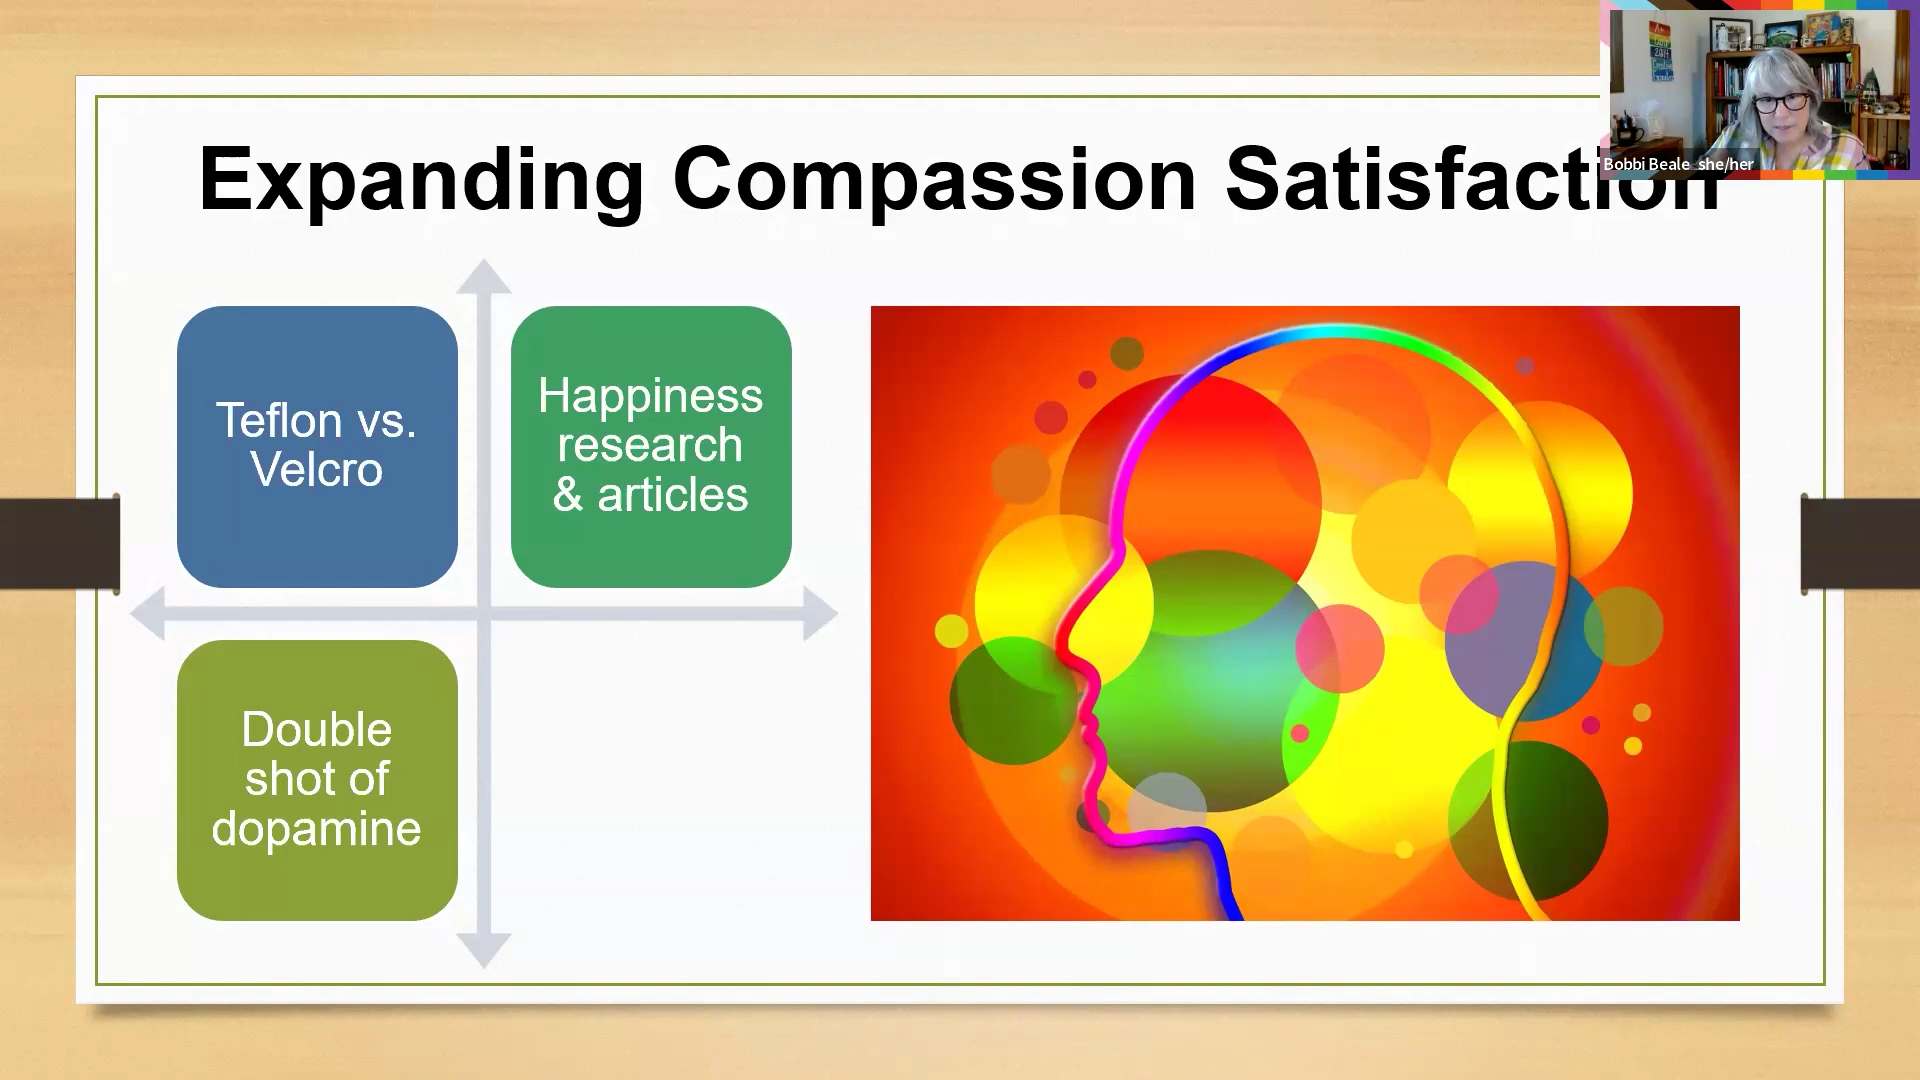 Expanding Compassion Satisfaction
Bobbi Beale she/her
Teflon vs.
Velcro
Happiness
research
& articles
Double
shot of
dopamine